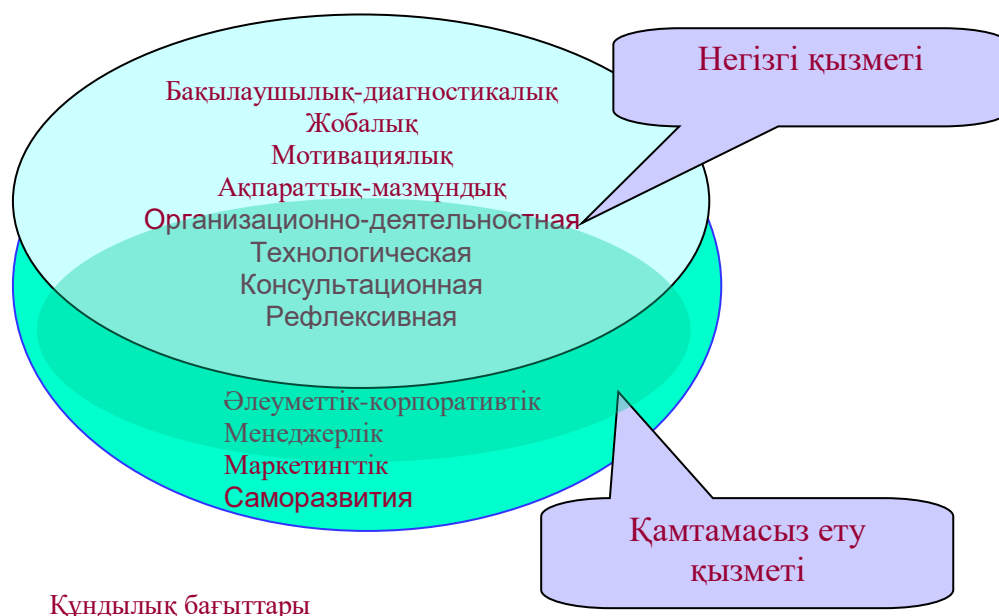 Негізгі қызметі
Бақылаушылық-диагностикалық
Жобалық
Мотивациялық
Ақпараттық-мазмұндық
Организационно-деятельностная
Технологическая
Консультационная
Рефлексивная
Әлеуметтік-корпоративтік
Менеджерлік
Маркетингтік
Саморазвития
Қамтамасыз ету
қызметі
Құндылық бағыттары